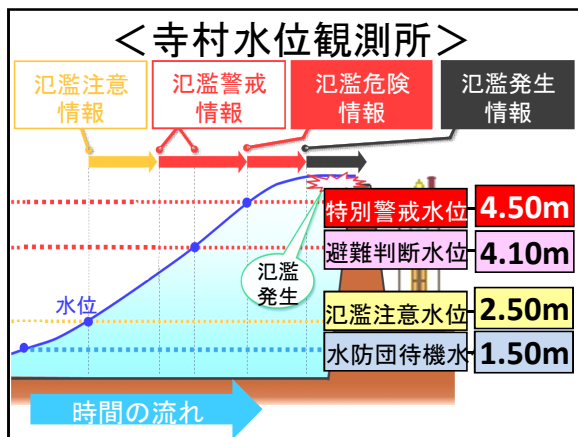 ＜寺村水位観測所＞
氾濫注意
情報
氾濫警戒
情報
氾濫危険
情報
氾濫発生
情報
特別警戒水位
4.50m
避難判断水位
4.10m
氾濫
発生
水位
氾濫注意水位
2.50m
水防団待機水
1.50m
時間の流れ